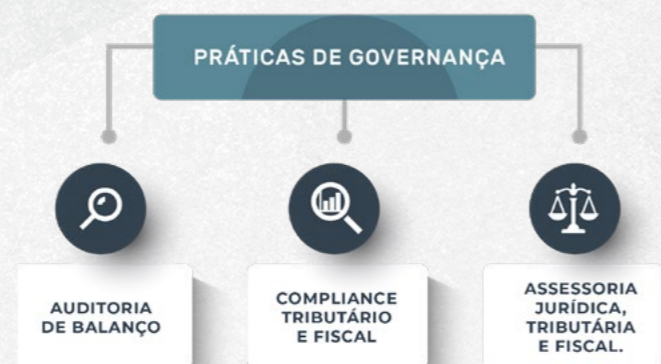 PRÁTICAS DE GOVERNANÇA
AUDITORIA
DE BALANÇO
COMPLIANCE
TRIBUTÁRIO
E FISCAL
ASSESSORIA
JURÍDICA,
TRIBUTÁRIA
E FISCAL.